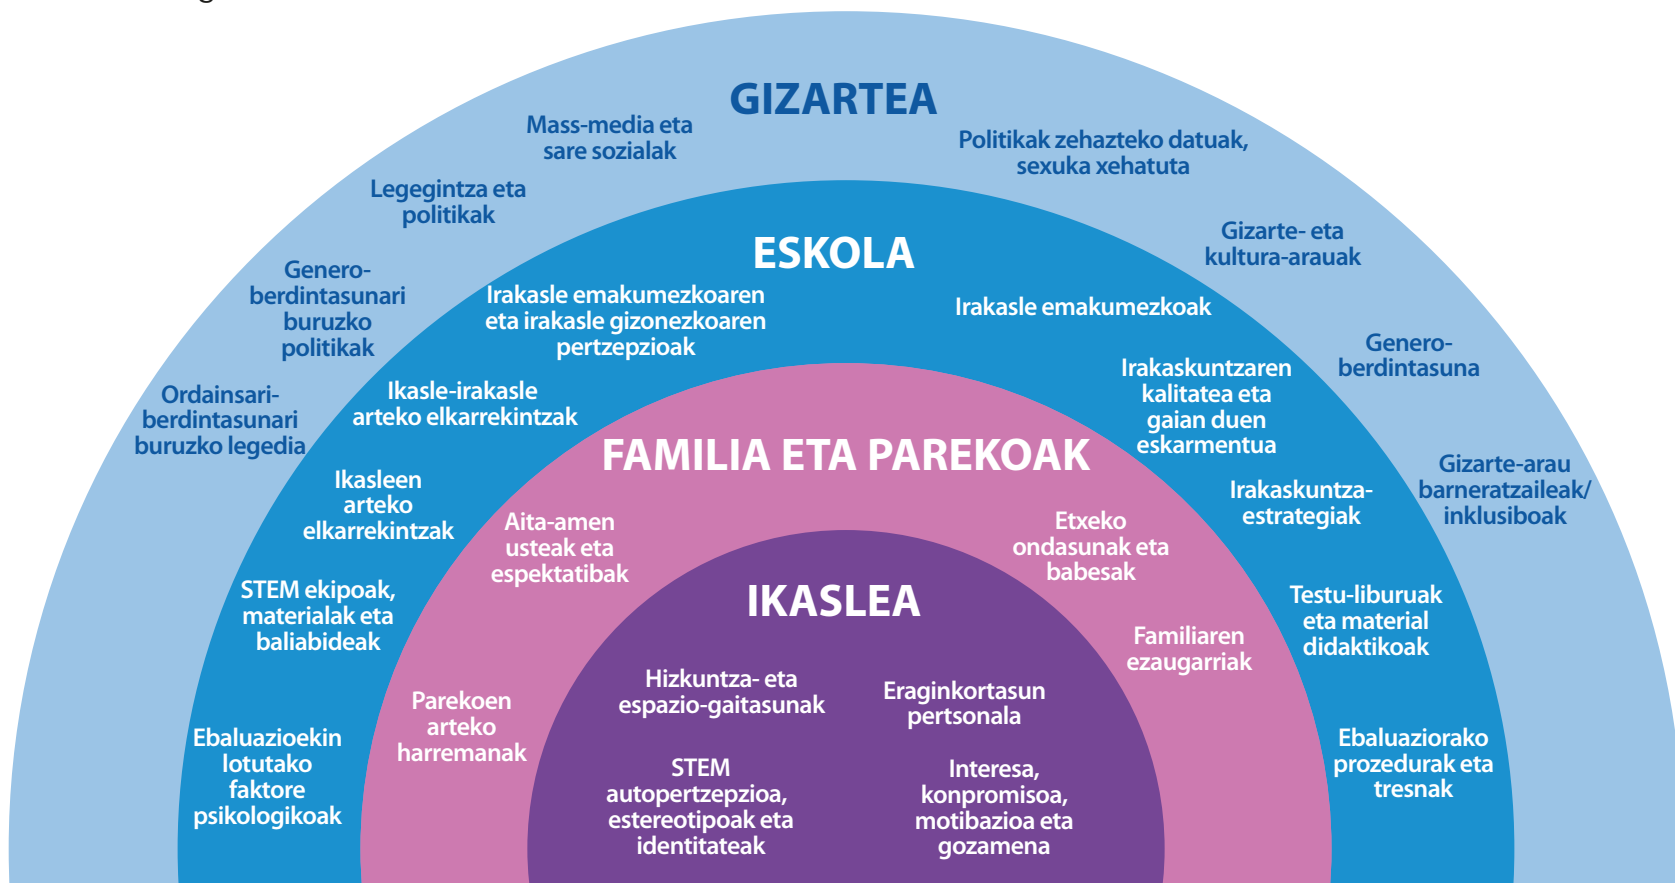 GIZARTEA
Mass-media eta
sare sozialak
Politikak zehazteko datuak,
sexuka xehatuta
Legegintza eta
politikak
Gizarte- eta
kultura-arauak
Genero-
berdintasunari
buruzko
politikak
Genero-
berdintasuna
Ordainsari-
berdintasunari
buruzko legedia
Gizarte-arau
barneratzaileak/
inklusiboak
ESKOLA
Irakasle emakumezkoaren
eta irakasle gizonezkoaren
pertzepzioak
Irakasle emakumezkoak
Ikasle-irakasle
arteko elkarrekintzak
Irakaskuntzaren
kalitatea eta
gaian duen
eskarmentua
Ikasleen
arteko
elkarrekintzak
Irakaskuntza-
estrategiak
STEM ekipoak,
materialak eta
baliabideak
Testu-liburuak
eta material
didaktikoak
Ebaluazioekin
lotutako
faktore
psikologikoak
Ebaluaziorako
prozedurak eta
tresnak
FAMILIA ETA PAREKOAK
Aita-amen
usteak eta
espektatibak
Etxeko
ondasunak eta
babesak
Familiaren
ezaugarriak
Parekoen
arteko
harremanak
IKASLEA
Hizkuntza- eta
espazio-gaitasunak
Eraginkortasun
pertsonala
STEM
autopertzepzioa,
estereotipoak eta
identitateak
Interesa,
konpromisoa,
motibazioa eta
gozamena